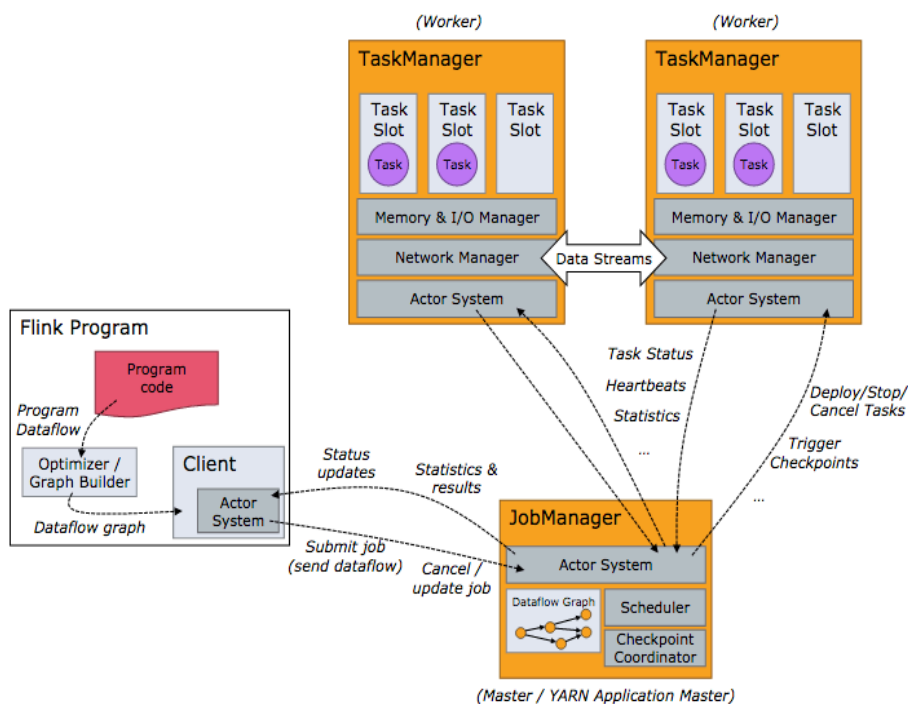 (Worker)
(Worker)
TaskManager
TaskManager
Task
Slot
Task
Slot
Task
Slot
Task
Slot
Task
Slot
Task
Slot
Task
Task
Task
Task
Memory & I/O Manager
Memory & I/O Manager
Network Manager
Data Streams
Network Manager
Actor System
Actor System
Flink Program
Program
code
Program
Dataflow
Optimizer /
Graph Builder
Dataflow graph
Client
Actor
System
Status
updates
Statistics &
results
Submit job
(send dataflow)
Cancel /
update job
Task Status
Heartbeats
Statistics
...
Deploy/Stop/
Cancel Tasks
Trigger
Checkpoints
...
JobManager
Actor System
Dataflow Graph
Scheduler
Checkpoint
Coordinator
(Master / YARN Application Master)